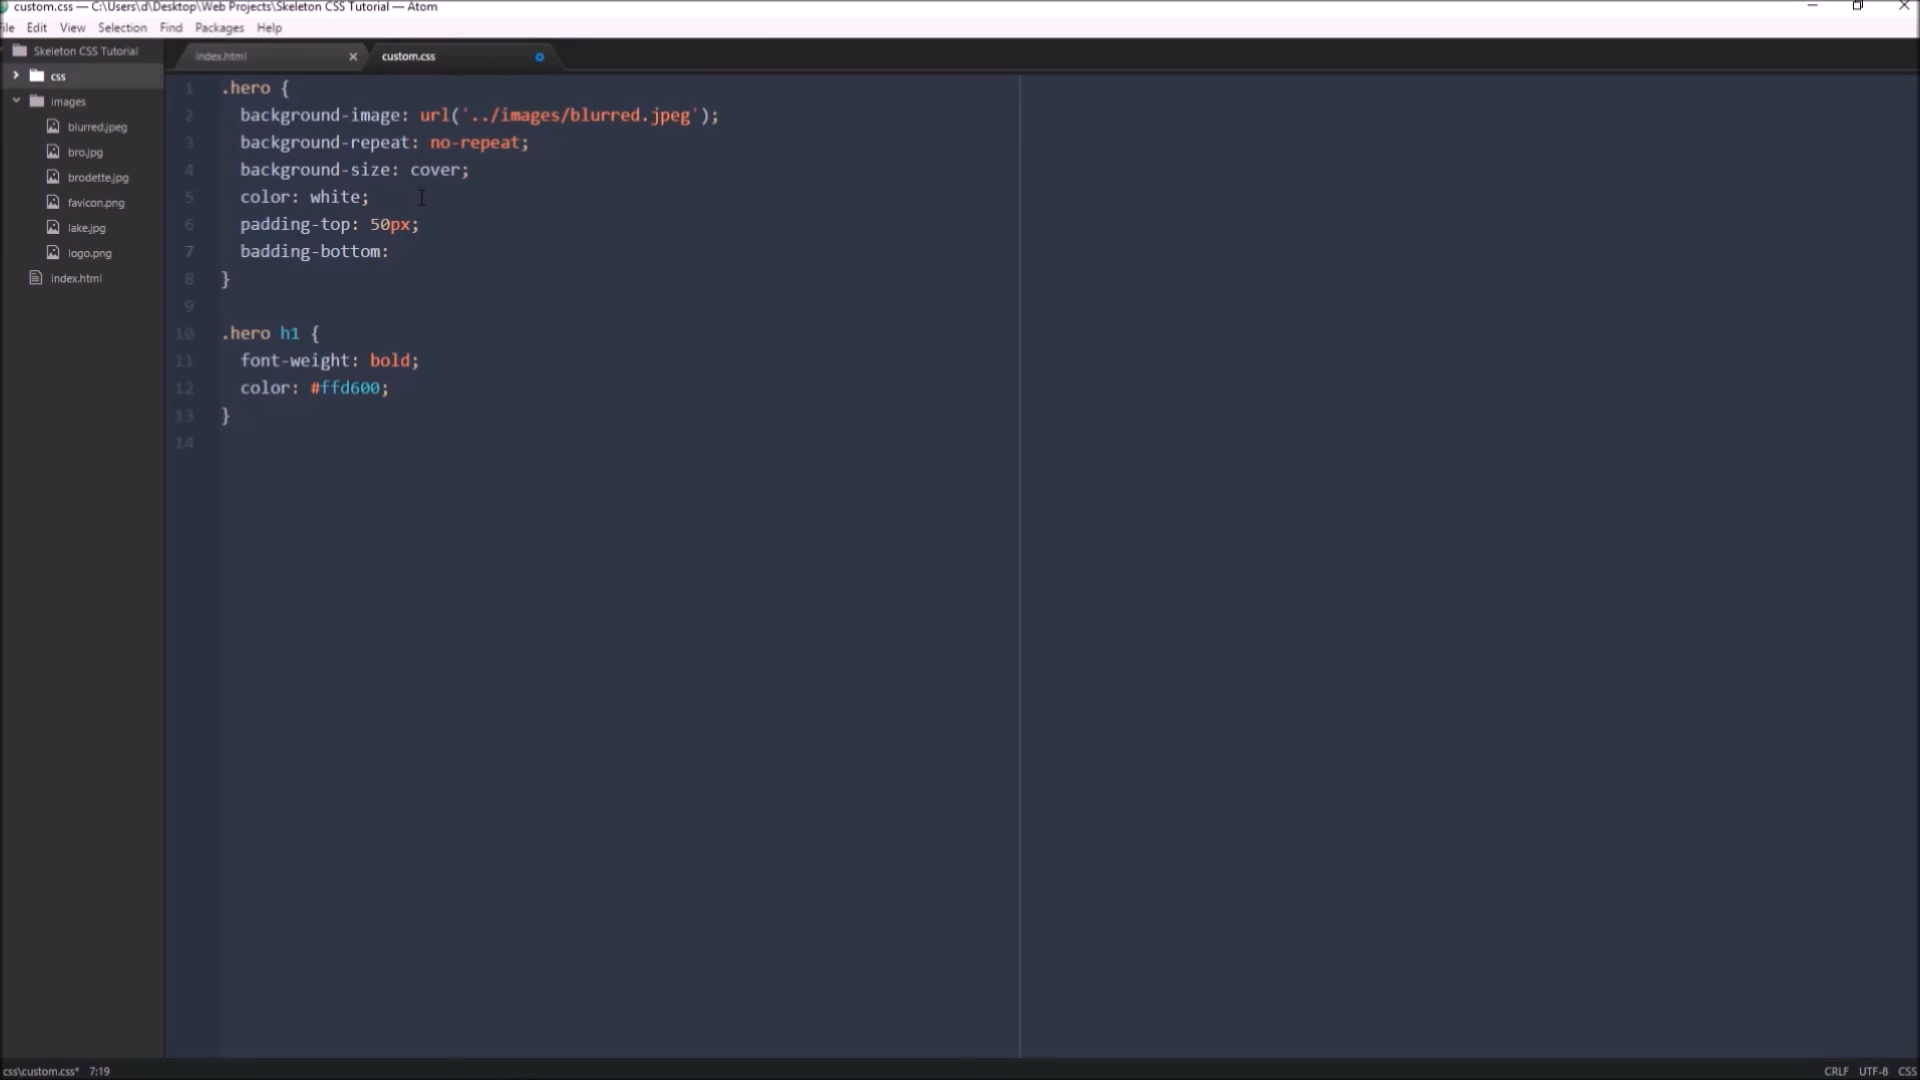 custom.css — C:\Users\d\Desktop\Web Projects\Skeleton CSS Tutorial — Atom
ile Edit View Selection Find Packages Help
Skeleton CSS Tutorial
css
images
blurred.jpeg
bro.jpg
brodette.jpg
favicon.png
lake.jpg
logo.png
index.html
index.html custom.css
1 .hero {
2 background-image: url('../images/blurred.jpeg');
3 background-repeat: no-repeat;
4 background-size: cover;
5 color: white;
6 padding-top: 50px;
7 badding-bottom:
8 }
9
10 .hero h1 {
11 font-weight: bold;
12 color: #ffd600;
13 }
14
css\custom.css* 7:19 CRLF UTF-8 CSS